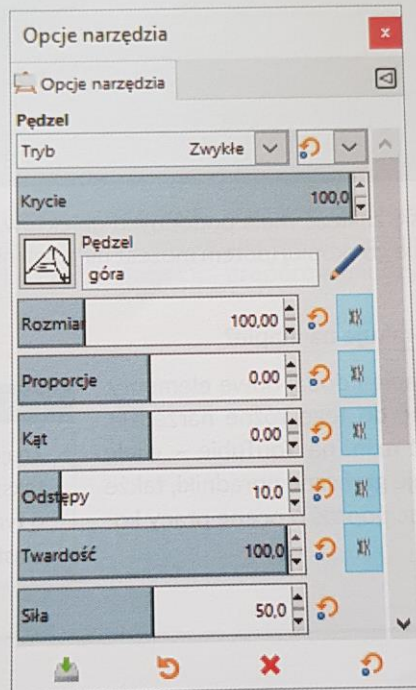 Opcje narzędzia
Opcje narzędzia
Pędzel
Tryb Zwykłe
Krycie 100,0
Pędzel
góra
Rozmiar 100,00
Proporcje 0,00
Kąt 0,00
Odstępy 10,0
Twardość 100,0
Siła 50,0